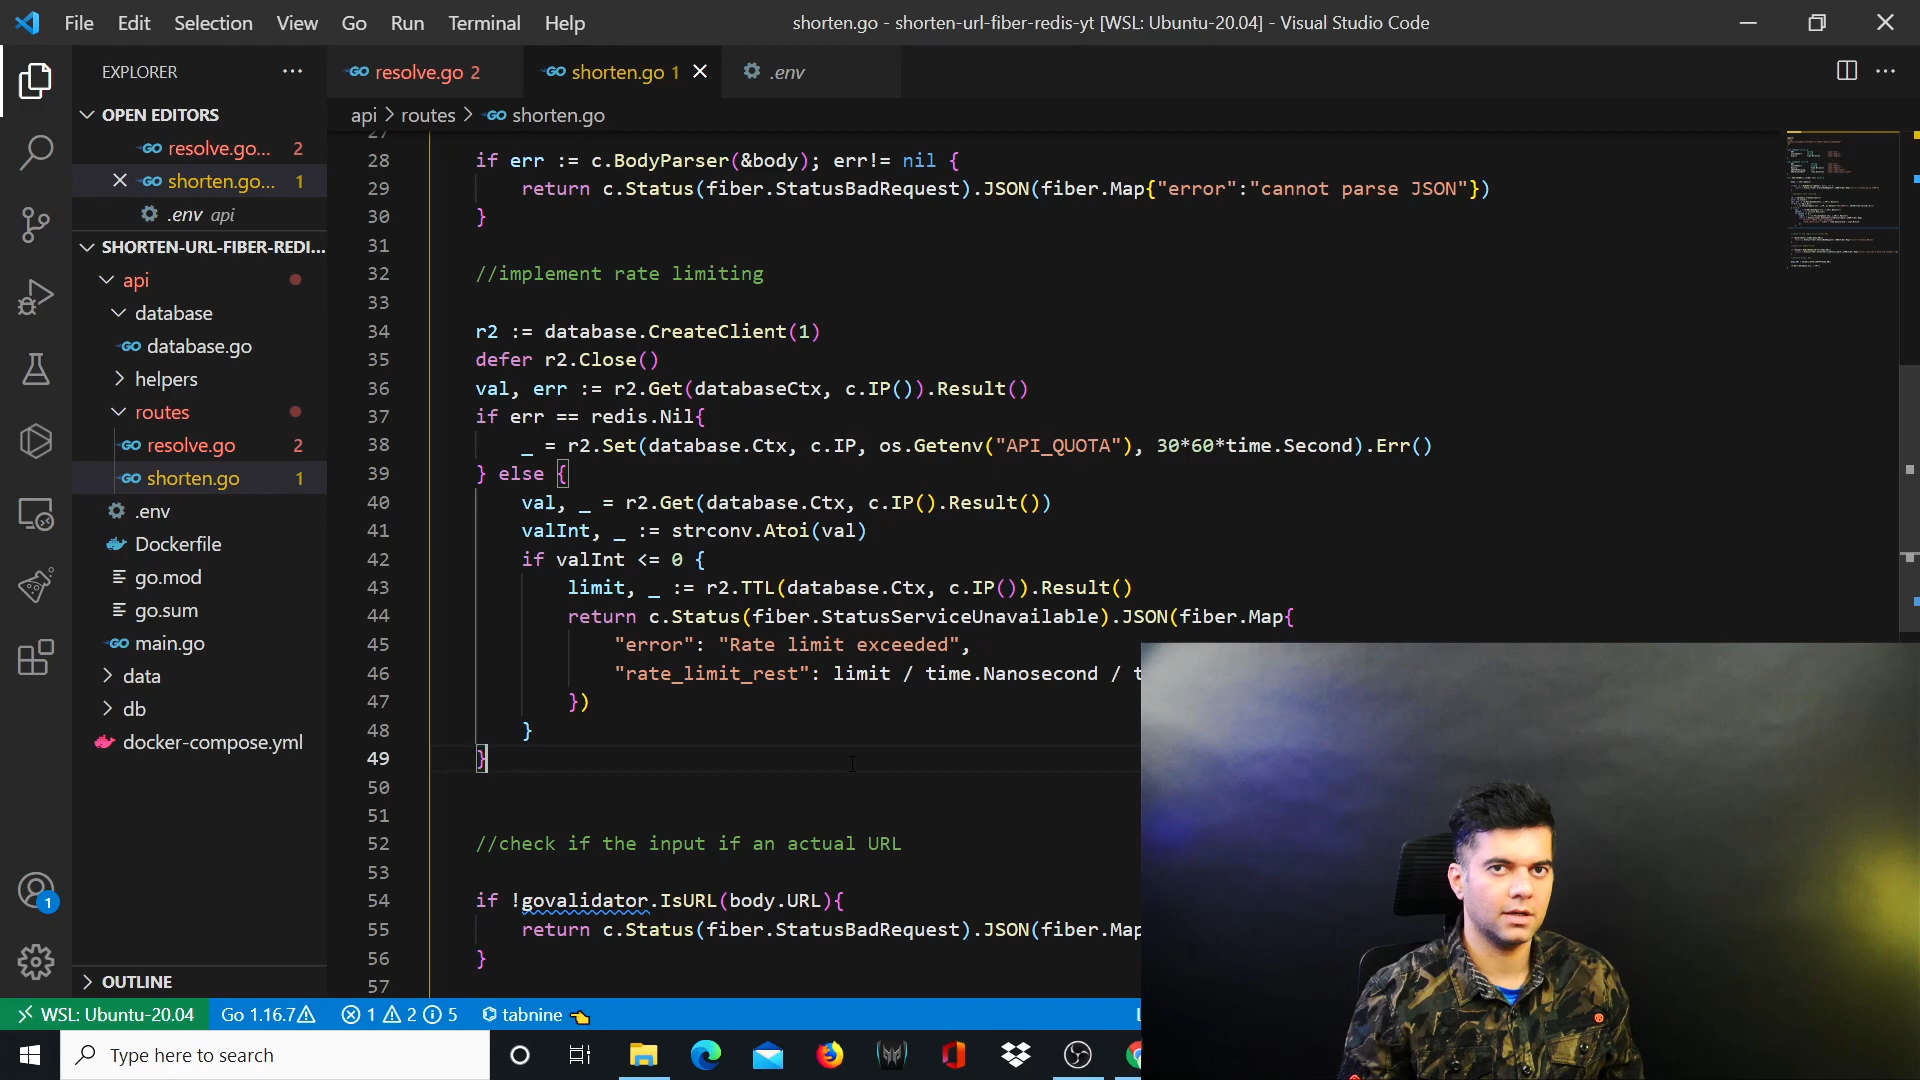 File Edit Selection View Go Run Terminal Help
shorten.go - shorten-url-fiber-redis-yt [WSL: Ubuntu-20.04] - Visual Studio Code
EXPLORER
resolve.go 2
shorten.go 1
.env
OPEN EDITORS
api > routes > shorten.go
resolve.go... 2
shorten.go... 1
.env api
SHORTEN-URL-FIBER-REDI...
api
database
database.go
helpers
routes
resolve.go 2
shorten.go 1
.env
Dockerfile
go.mod
go.sum
main.go
data
db
docker-compose.yml
OUTLINE
27
28 if err := c.BodyParser(&body); err!= nil {
29 return c.Status(fiber.StatusBadRequest).JSON(fiber.Map{"error":"cannot parse JSON"})
30 }
31
32 //implement rate limiting
33
34 r2 := database.CreateClient(1)
35 defer r2.Close()
36 val, err := r2.Get(databaseCtx, c.IP()).Result()
37 if err == redis.Nil{
38 _ = r2.Set(database.Ctx, c.IP, os.Getenv("API_QUOTA"), 30*60*time.Second).Err()
39 } else {
40 val, _ = r2.Get(database.Ctx, c.IP().Result())
41 valInt, _ := strconv.Atoi(val)
42 if valInt <= 0 {
43 limit, _ := r2.TTL(database.Ctx, c.IP()).Result()
44 return c.Status(fiber.StatusServiceUnavailable).JSON(fiber.Map{
45 "error": "Rate limit exceeded",
46 "rate_limit_rest": limit / time.Nanosecond / t
47 })
48 }
49 }
50
51
52 //check if the input if an actual URL
53
54 if !govalidator.IsURL(body.URL){
55 return c.Status(fiber.StatusBadRequest).JSON(fiber.Map
56 }
57
1
WSL: Ubuntu-20.04 Go 1.16.7 1 2 5 tabnine
Type here to search